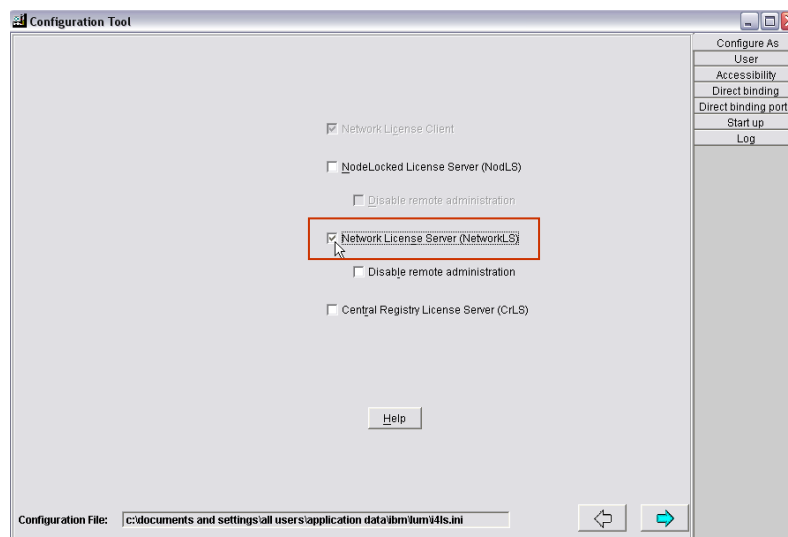 Configuration Tool
Configure As
User
Accessibility
Direct binding
Direct binding port
Start up
Log
Network License Client
NodeLocked License Server (NodLS)
Disable remote administration
Network License Server (NetworkLS)
Disable remote administration
Central Registry License Server (CrLS)
Help
Configuration File: c:\documents and settings\all users\application data\ibm\lum\i4ls.ini